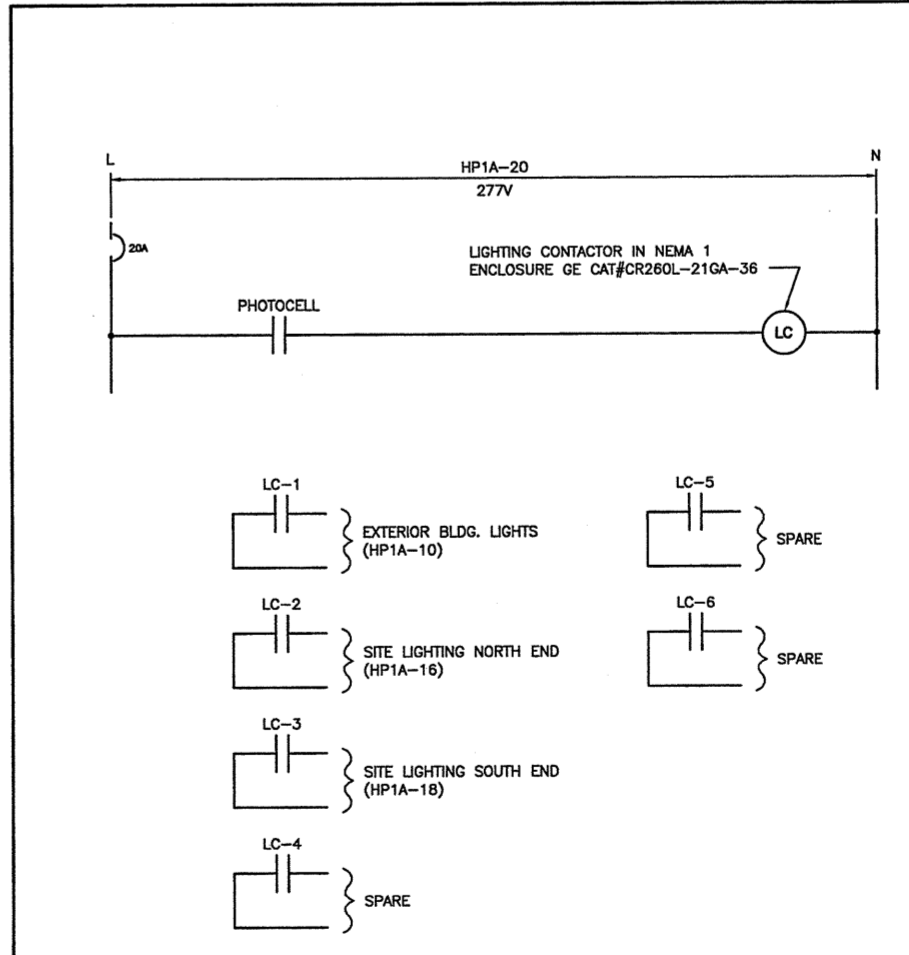 L
N
HP1A-20
277V
20A
LIGHTING CONTACTOR IN NEMA 1
ENCLOSURE GE CAT#CR260L-21GA-36
PHOTOCELL
LC
LC-1
EXTERIOR BLDG. LIGHTS
(HP1A-10)
LC-2
SITE LIGHTING NORTH END
(HP1A-16)
LC-3
SITE LIGHTING SOUTH END
(HP1A-18)
LC-4
SPARE
LC-5
SPARE
LC-6
SPARE